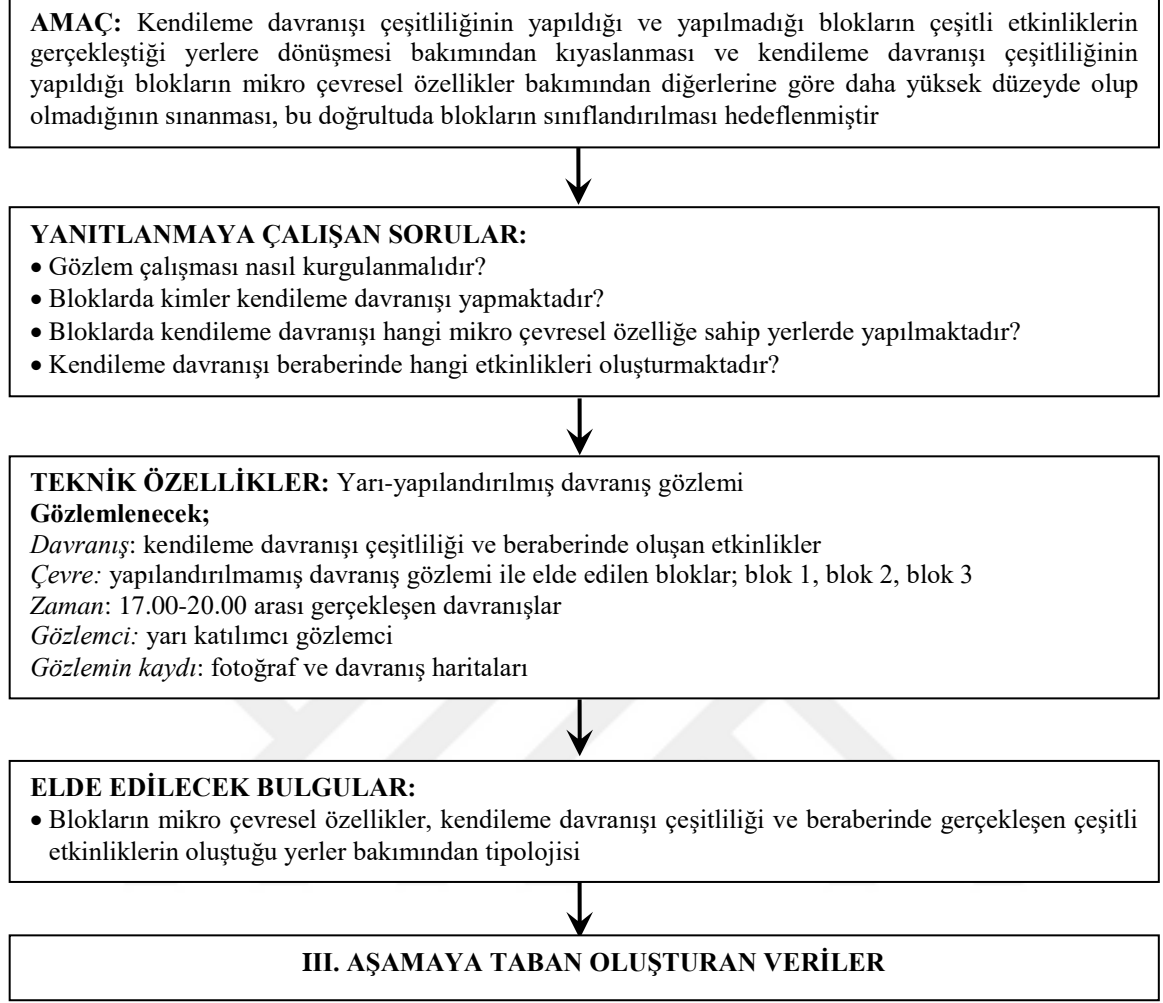 AMAÇ: Kendileme davranışı çeşitliliğinin yapıldığı ve yapılmadığı blokların çeşitli etkinliklerin
gerçekleştiği yerlere dönüşmesi bakımından kıyaslanması ve kendileme davranışı çeşitliliğinin
yapıldığı blokların mikro çevresel özellikler bakımından diğerlerine göre daha yüksek düzeyde olup
olmadığının sınanması, bu doğrultuda blokların sınıflandırılması hedeflenmiştir
YANITLANMAYA ÇALIŞAN SORULAR:
• Gözlem çalışması nasıl kurgulanmalıdır?
• Bloklarda kimler kendileme davranışı yapmaktadır?
• Bloklarda kendileme davranışı hangi mikro çevresel özelliğe sahip yerlerde yapılmaktadır?
• Kendileme davranışı beraberinde hangi etkinlikleri oluşturmaktadır?
TEKNİK ÖZELLİKLER: Yarı-yapılandırılmış davranış gözlemi
Gözlemlenecek;
Davranış: kendileme davranışı çeşitliliği ve beraberinde oluşan etkinlikler
Çevre: yapılandırılmamış davranış gözlemi ile elde edilen bloklar; blok 1, blok 2, blok 3
Zaman: 17.00-20.00 arası gerçekleşen davranışlar
Gözlemci: yarı katılımcı gözlemci
Gözlemin kaydı: fotoğraf ve davranış haritaları
ELDE EDİLECEK BULGULAR:
• Blokların mikro çevresel özellikler, kendileme davranışı çeşitliliği ve beraberinde gerçekleşen çeşitli
etkinliklerin oluştuğu yerler bakımından tipolojisi
III. AŞAMAYA TABAN OLUŞTURAN VERİLER